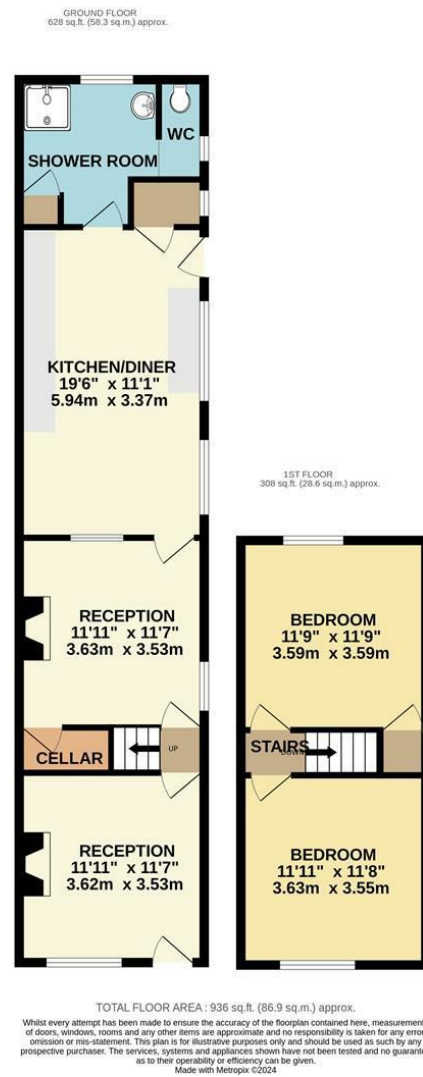 GROUND FLOOR
628 sq.ft. (58.3 sq.m.) approx.
WC
SHOWER ROOM
KITCHEN/DINER
19'6" x 11'1"
5.94m x 3.37m
RECEPTION
11'11" x 11'7"
3.63m x 3.53m
UP
CELLAR
RECEPTION
11'11" x 11'7"
3.62m x 3.53m
1ST FLOOR
308 sq.ft. (28.6 sq.m.) approx.
BEDROOM
11'9" x 11'9"
3.59m x 3.59m
STAIRS
DOWN
BEDROOM
11'11" x 11'8"
3.63m x 3.55m
TOTAL FLOOR AREA : 936 sq.ft. (86.9 sq.m.) approx.
Whilst every attempt has been made to ensure the accuracy of the floorplan contained here, measurement
of doors, windows, rooms and any other items are approximate and no responsibility is taken for any error
omission or mis-statement. This plan is for illustrative purposes only and should be used as such by any
prospective purchaser. The services, systems and appliances shown have not been tested and no guarante
as to their operability or efficiency can be given.
Made with Metropix ©2024